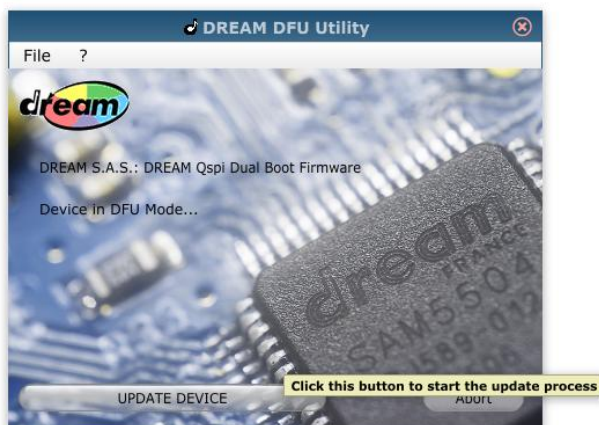 DREAM DFU Utility
File ?
dream
DREAM S.A.S.: DREAM Qspi Dual Boot Firmware
Device in DFU Mode...
dream
FRANCE
SAM5504
UPDATE DEVICE
Click this button to start the update process
Abort